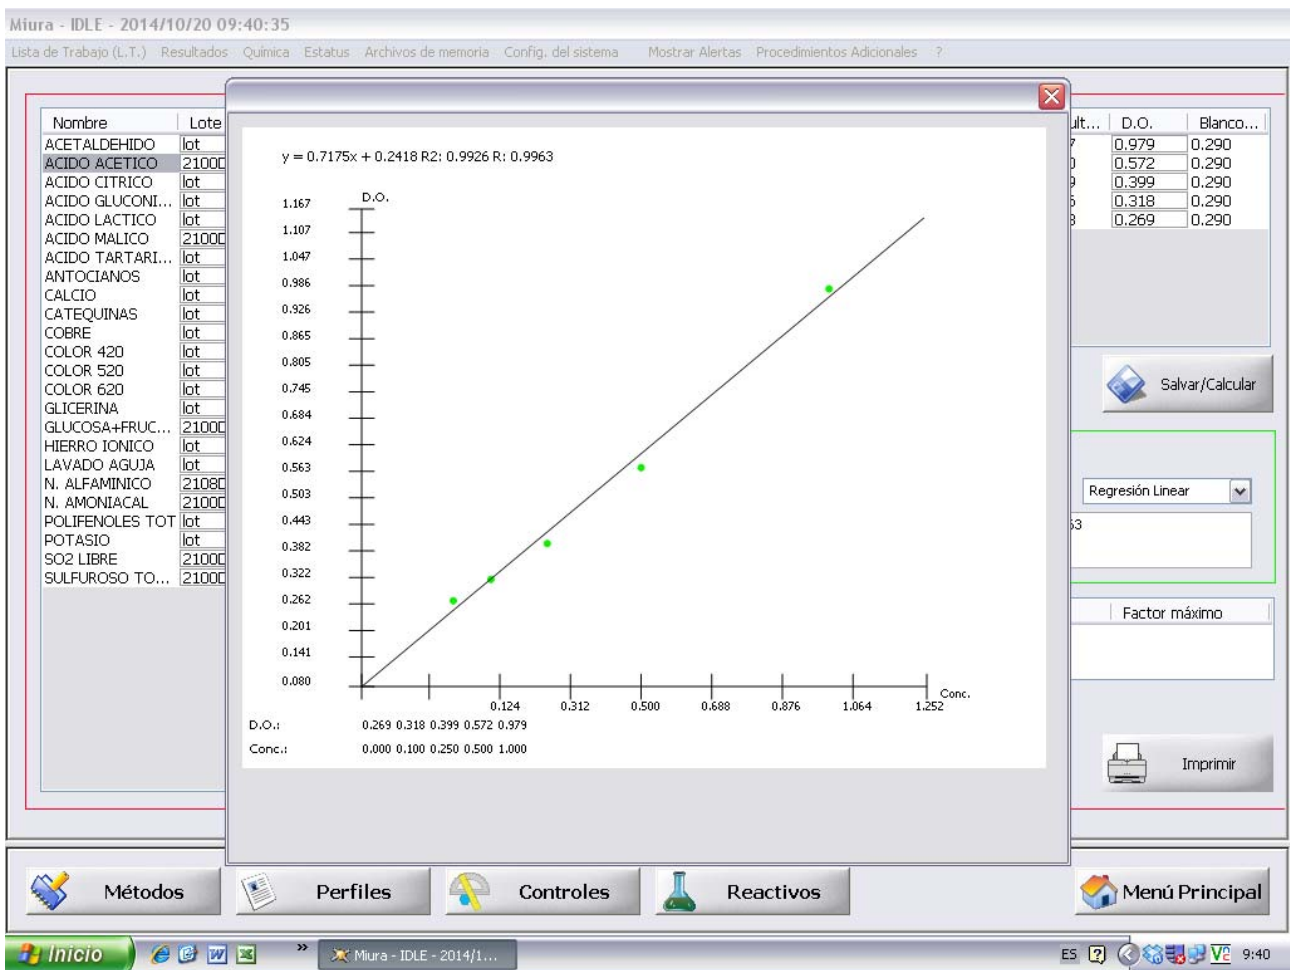 Miura - IDLE - 2014/10/20 09:40:35
Lista de Trabajo (L.T.) Resultados Química Estatus Archivos de memoria Config. del sistema Mostrar Alertas Procedimientos Adicionales ?
Nombre Lote
ACETALDEHIDO lot
ACIDO ACETICO 2100
ACIDO CITRICO lot
ACIDO GLUCONI... lot
ACIDO LACTICO lot
ACIDO MALICO 2100
ACIDO TARTARI... lot
ANTOCIANOS lot
CALCIO lot
CATEQUINAS lot
COBRE lot
COLOR 420 lot
COLOR 520 lot
COLOR 620 lot
GLICERINA lot
GLUCOSA+FRUC... 2100
HIERRO IONICO lot
LAVADO AGUJA lot
N. ALFAMINICO 2108
N. AMONIACAL 2100
POLIFENOLES TOT lot
POTASIO lot
SO2 LIBRE 2100
SULFUROSO TO... 2100
y = 0.7175x + 0.2418 R2: 0.9926 R: 0.9963
D.O.
1.167
1.107
1.047
0.986
0.926
0.865
0.805
0.745
0.684
0.624
0.563
0.503
0.443
0.382
0.322
0.262
0.201
0.141
0.080
0.124 0.312 0.500 0.688 0.876 1.064 1.252
Conc.
D.O.: 0.269 0.318 0.399 0.572 0.979
Conc.: 0.000 0.100 0.250 0.500 1.000
ult... D.O. Blanco...
0.979 0.290
0.572 0.290
0.399 0.290
0.318 0.290
0.269 0.290
Salvar/Calcular
Regresión Linear
63
Factor máximo
Imprimir
Métodos Perfiles Controles Reactivos Menú Principal
Inicio » Miura - IDLE - 2014/1... ES 9:40